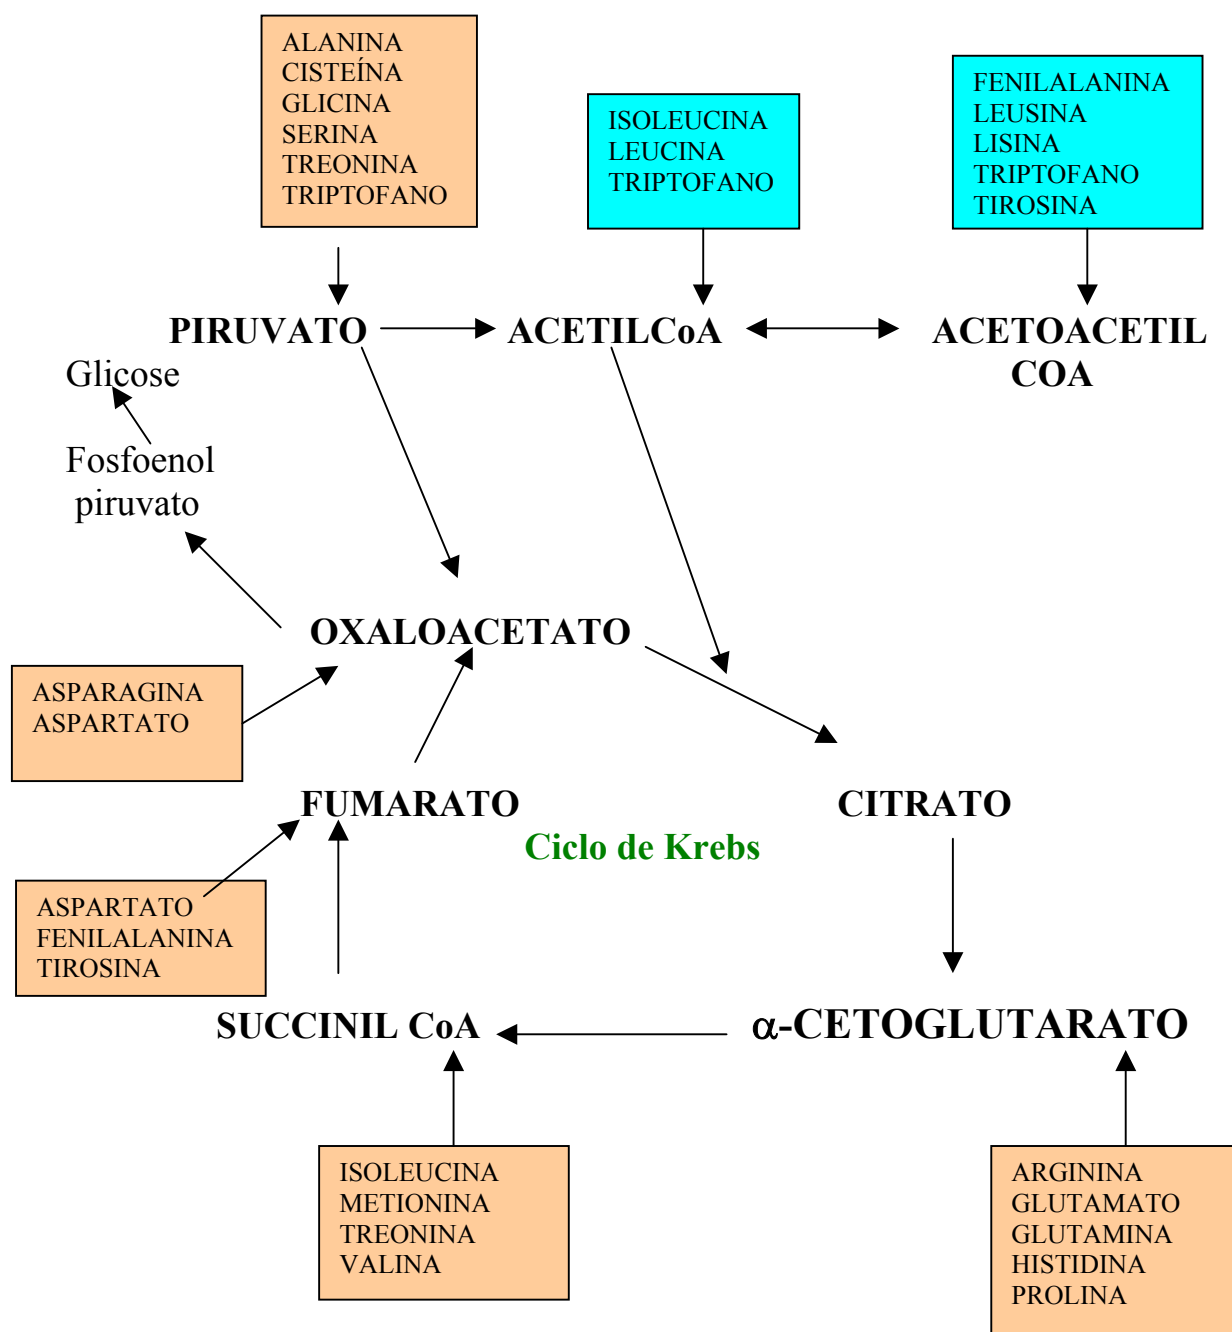 ALANINA
CISTEÍNA
GLICINA
SERINA
TREONINA
TRIPTOFANO
ISOLEUCINA
LEUCINA
TRIPTOFANO
FENILALANINA
LEUSINA
LISINA
TRIPTOFANO
TIROSINA
PIRUVATO
ACETILCoA
ACETOACETIL
COA
Glicose
Fosfoenol
piruvato
OXALOACETATO
ASPARAGINA
ASPARTATO
FUMARATO
CITRATO
Ciclo de Krebs
ASPARTATO
FENILALANINA
TIROSINA
SUCCINIL CoA
α-CETOGLUTARATO
ISOLEUCINA
METIONINA
TREONINA
VALINA
ARGININA
GLUTAMATO
GLUTAMINA
HISTIDINA
PROLINA